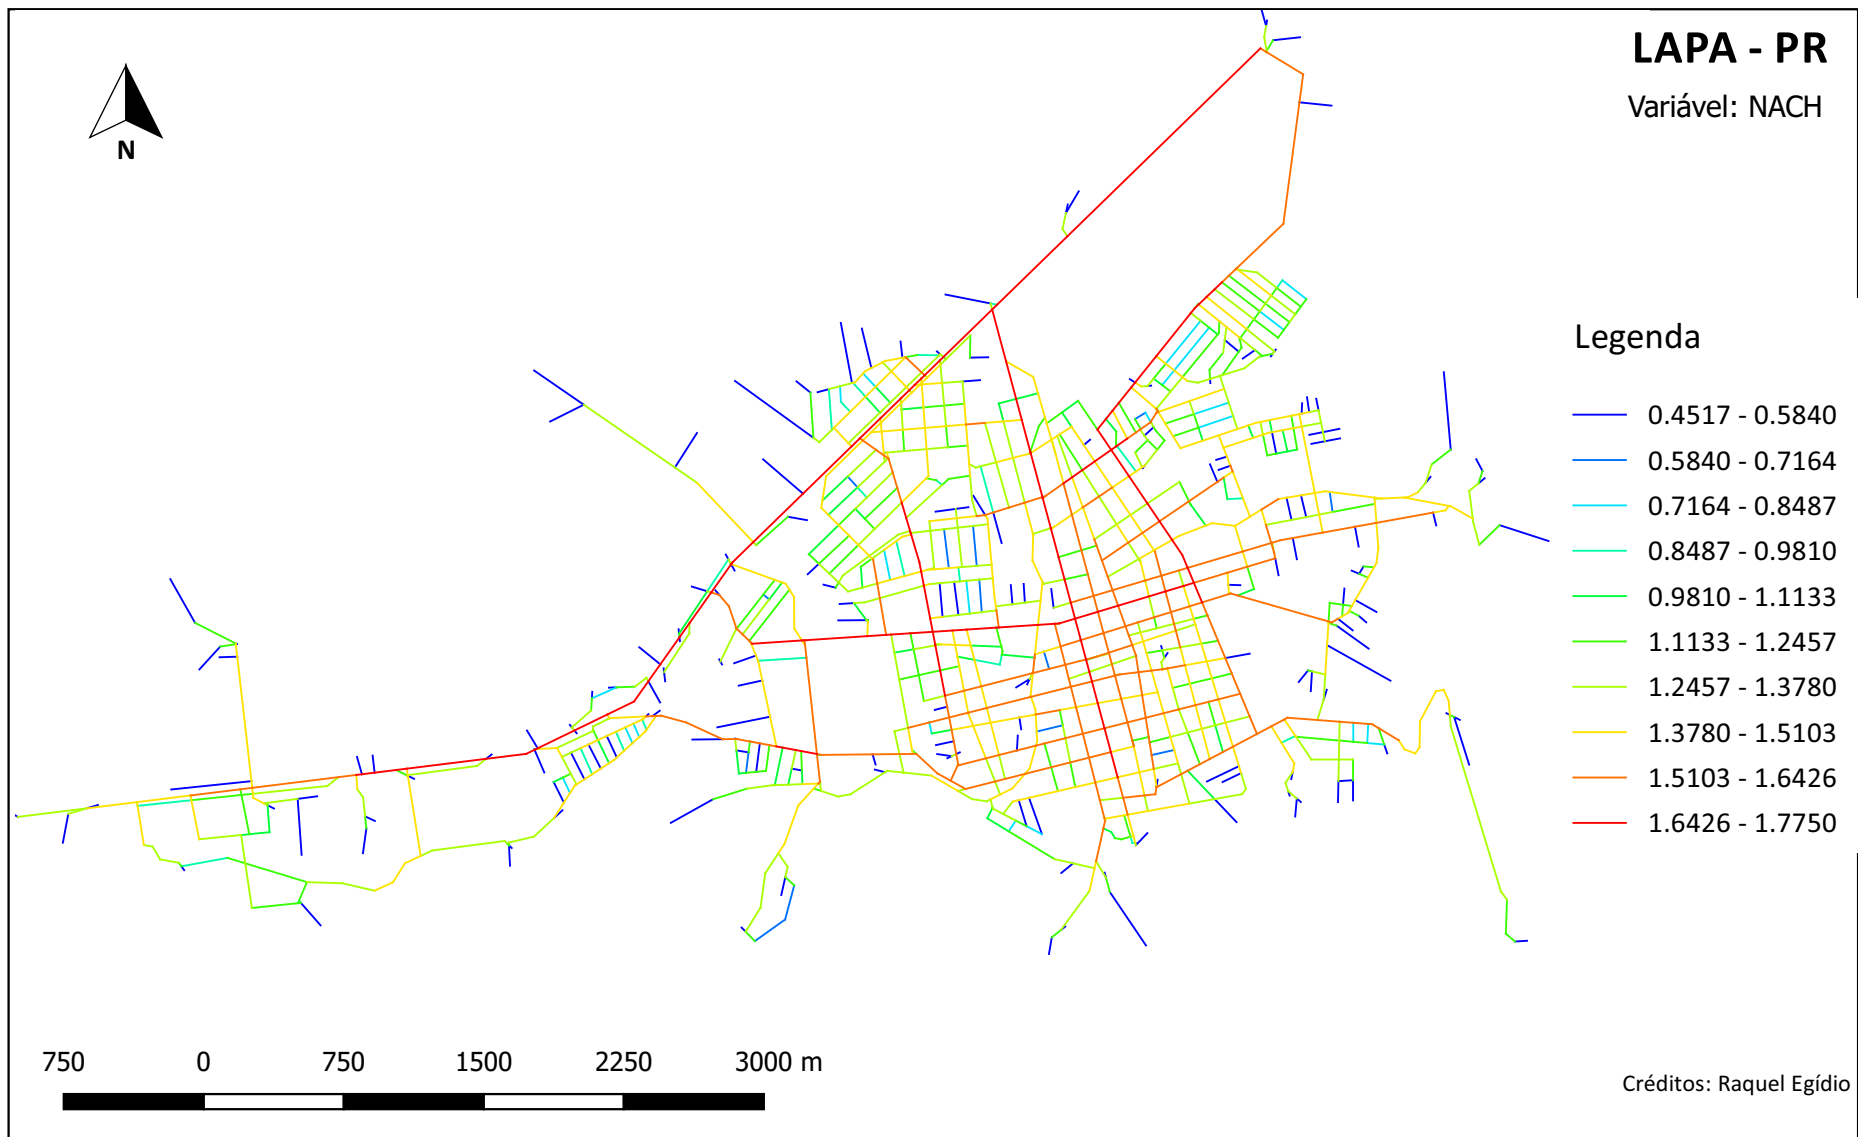 LAPA - PR
Variável: NACH
N
Legenda
0.4517 - 0.5840
0.5840 - 0.7164
0.7164 - 0.8487
0.8487 - 0.9810
0.9810 - 1.1133
1.1133 - 1.2457
1.2457 - 1.3780
1.3780 - 1.5103
1.5103 - 1.6426
1.6426 - 1.7750
750 0 750 1500 2250 3000 m
Créditos: Raquel Egídio